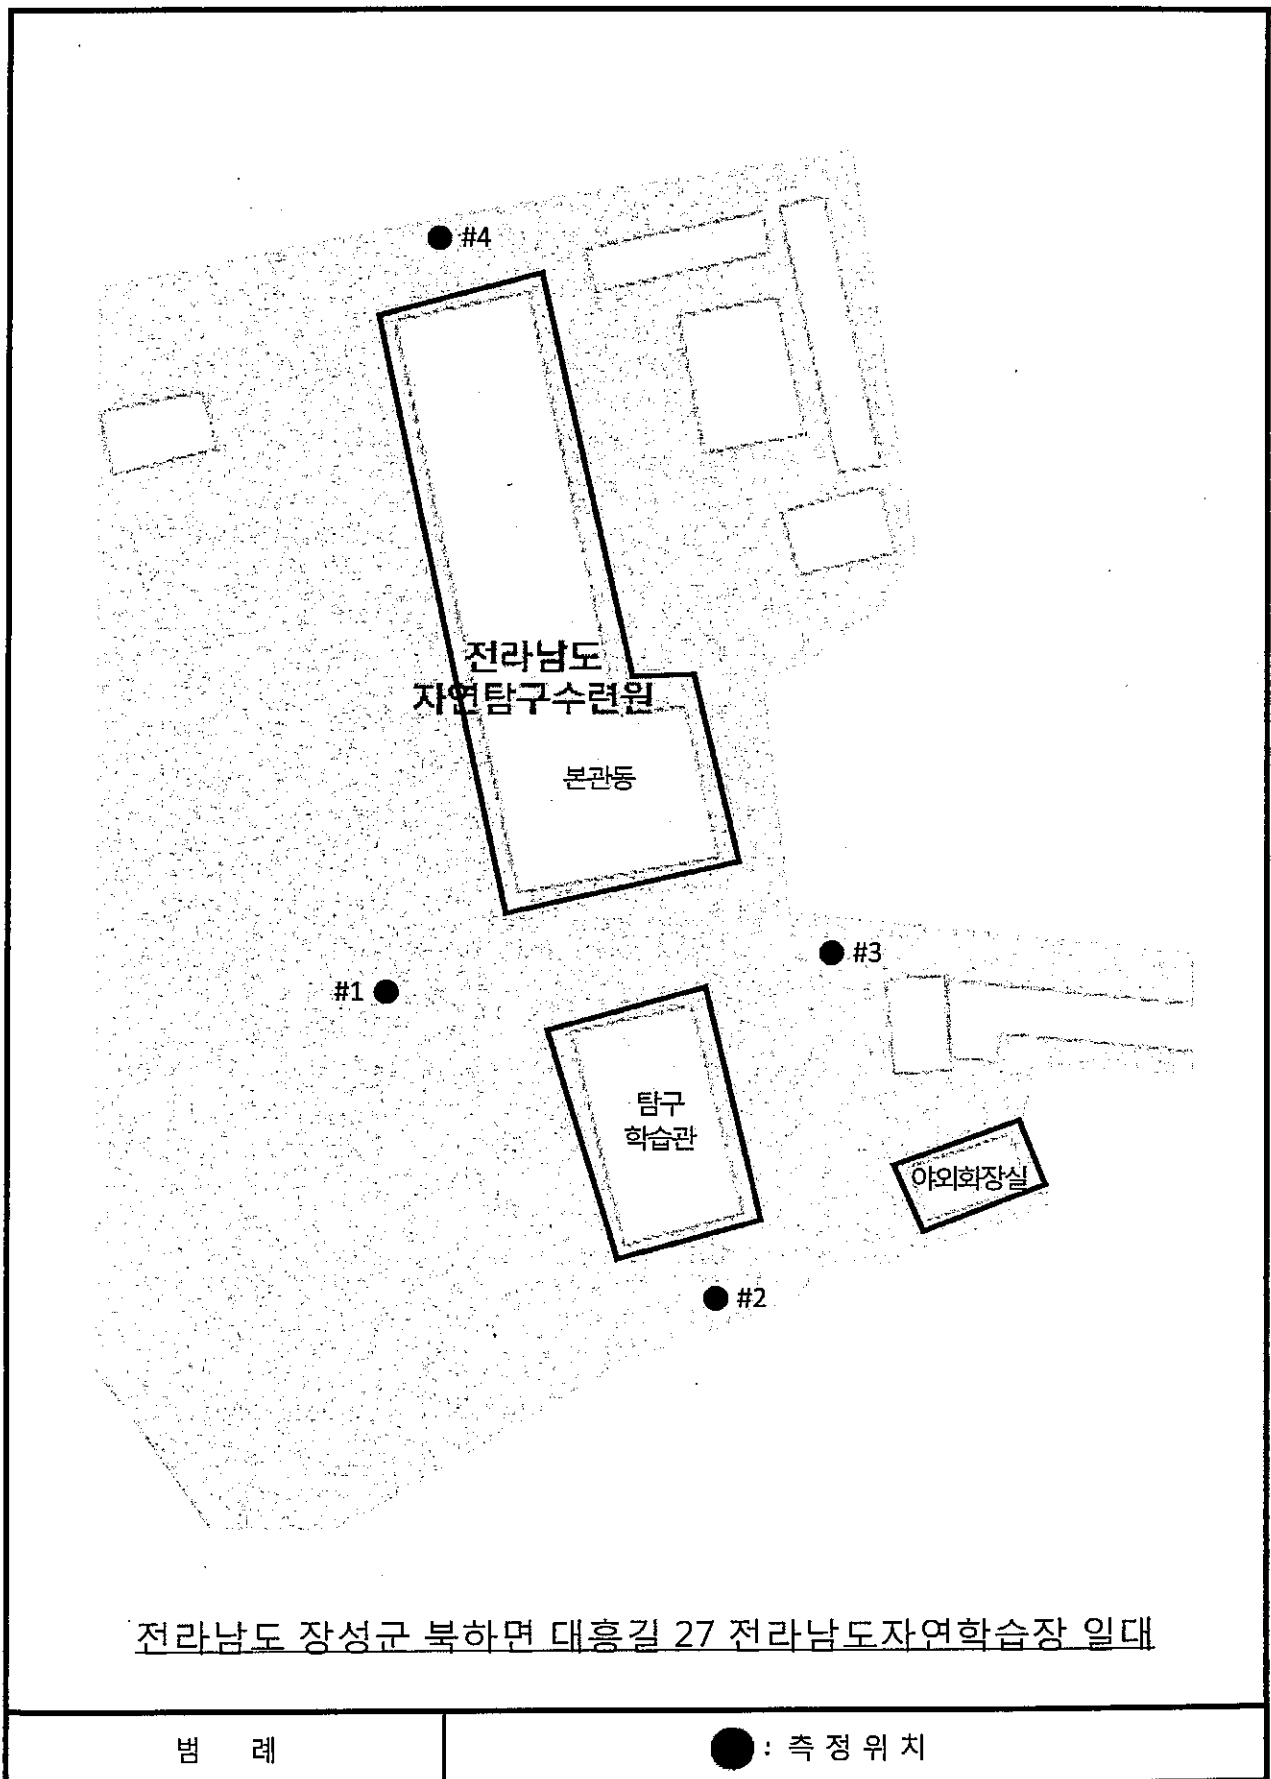 #4
전라남도
자연탐구수련원
본관동
#3
#1
탐구
학습관
야외화장실
#2
전라남도 장성군 북하면 대흥길 27 전라남도자연학습장 일대
범 례
: 측정위치